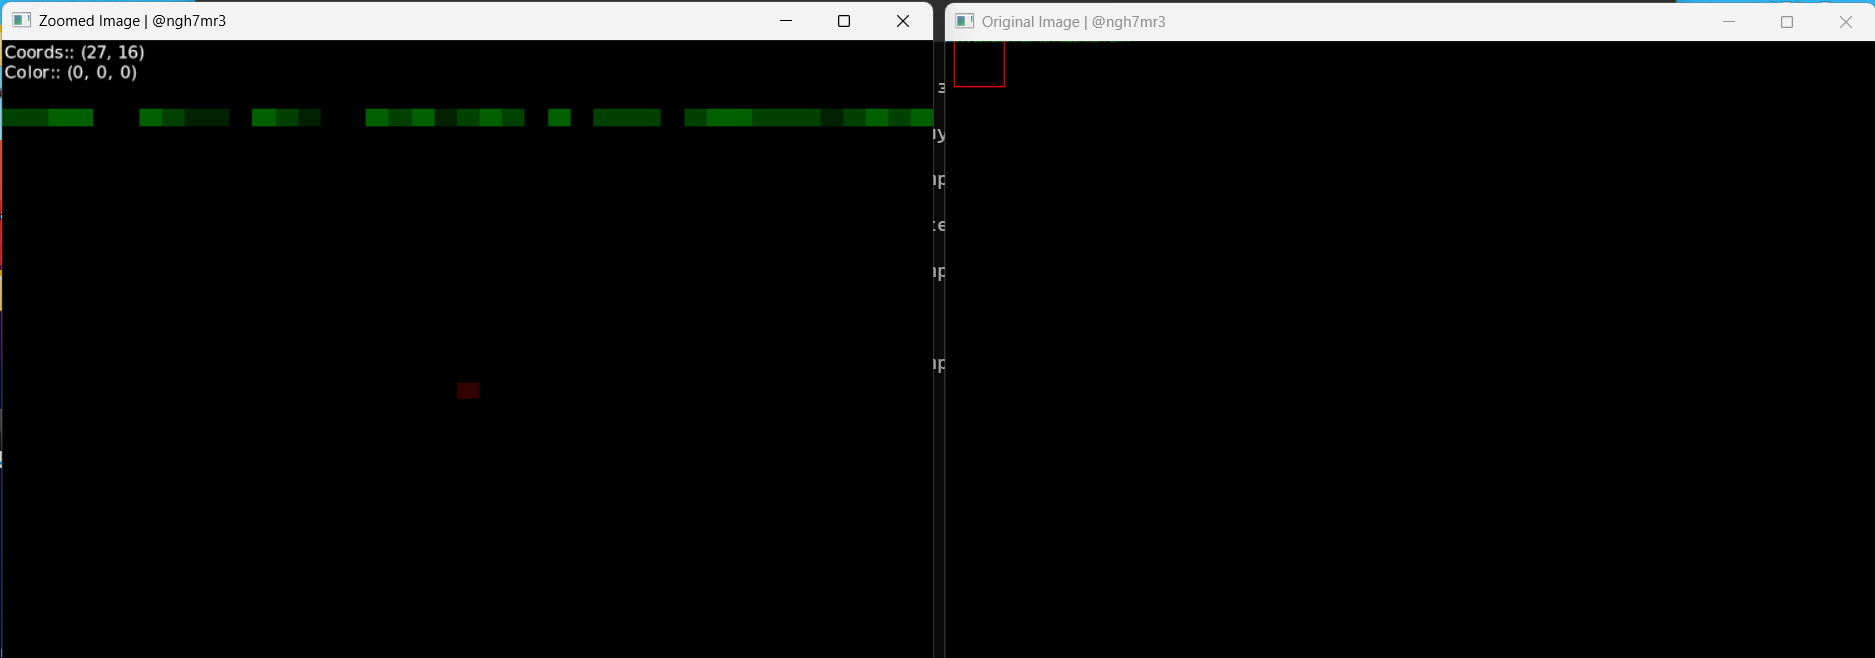 Zoomed Image | @ngh7mr3
Original Image | @ngh7mr3
Coords:: (27, 16)
Color:: (0, 0, 0)